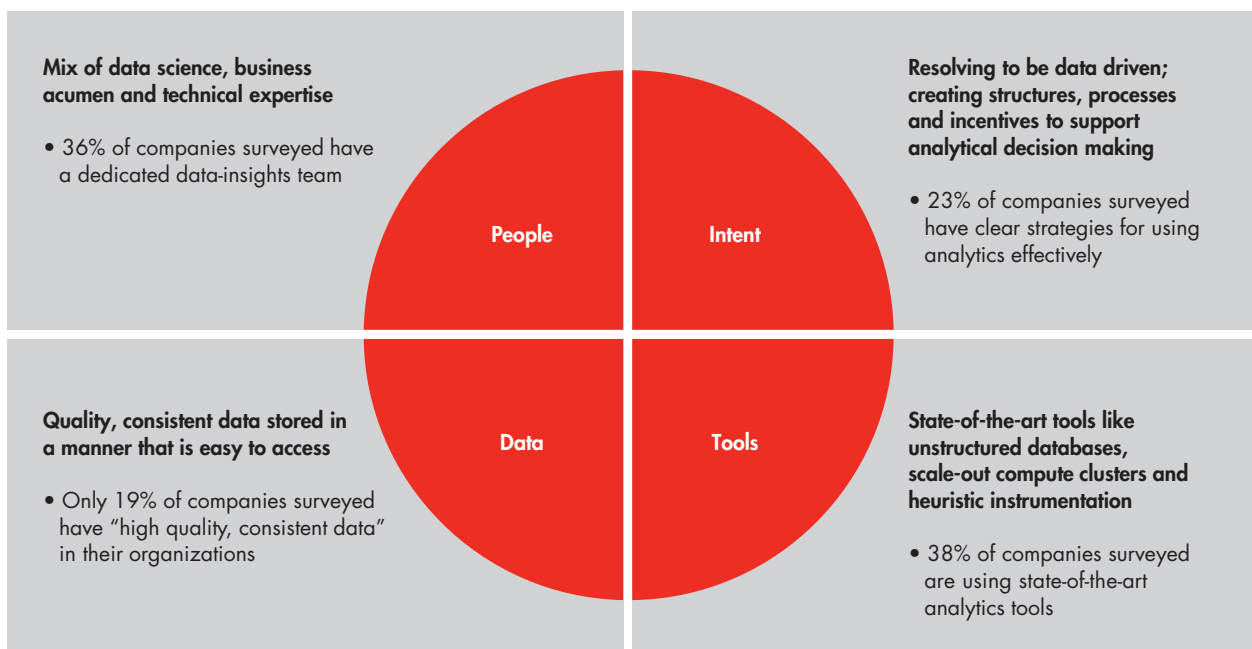 Mix of data science, business
acumen and technical expertise
• 36% of companies surveyed have
a dedicated data-insights team
People
Intent
Resolving to be data driven;
creating structures, processes
and incentives to support
analytical decision making
• 23% of companies surveyed
have clear strategies for using
analytics effectively
Quality, consistent data stored in
a manner that is easy to access
• Only 19% of companies surveyed
have “high quality, consistent data”
in their organizations
Data
Tools
State-of-the-art tools like
unstructured databases,
scale-out compute clusters and
heuristic instrumentation
• 38% of companies surveyed
are using state-of-the-art
analytics tools